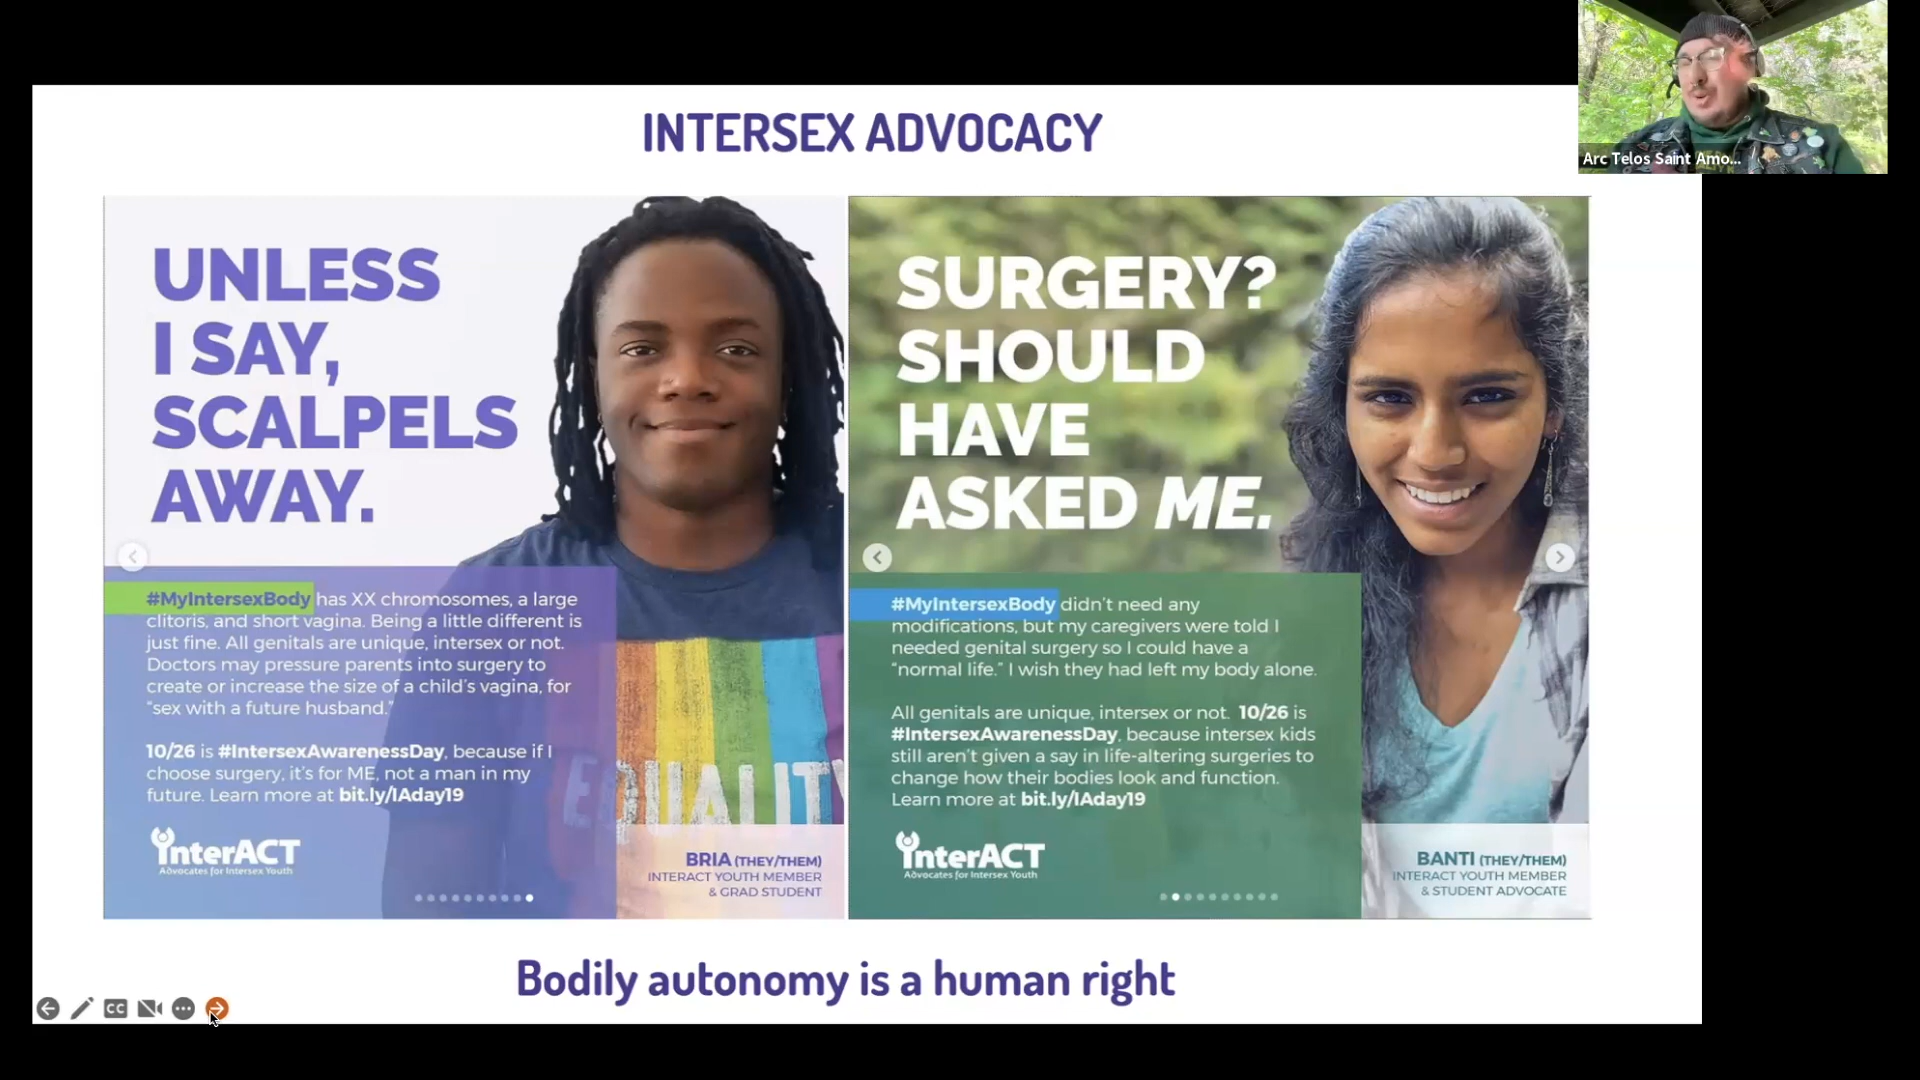 INTERSEX ADVOCACY
Arc Telos Saint Amo...
UNLESS
I SAY,
SCALPELS
AWAY.
#MyIntersexBody has XX chromosomes, a large
clitoris, and short vagina. Being a little different is
just fine. All genitals are unique, intersex or not.
Doctors may pressure parents into surgery to
create or increase the size of a child's vagina, for
"sex with a future husband."
10/26 is #IntersexAwarenessDay, because if I
choose surgery, it's for ME, not a man in my
future. Learn more at bit.ly/IAday19
EQUALITY
interACT
Advocates for Intersex Youth
BRIA (THEY/THEM)
INTERACT YOUTH MEMBER
& GRAD STUDENT
SURGERY?
SHOULD
HAVE
ASKED ME.
#MyIntersexBody didn't need any
modifications, but my caregivers were told I
needed genital surgery so I could have a
"normal life." I wish they had left my body alone.
All genitals are unique, intersex or not. 10/26 is
#IntersexAwarenessDay, because intersex kids
still aren't given a say in life-altering surgeries to
change how their bodies look and function.
Learn more at bit.ly/IAday19
interACT
Advocates for Intersex Youth
BANTI (THEY/THEM)
INTERACT YOUTH MEMBER
& STUDENT ADVOCATE
Bodily autonomy is a human right
CC